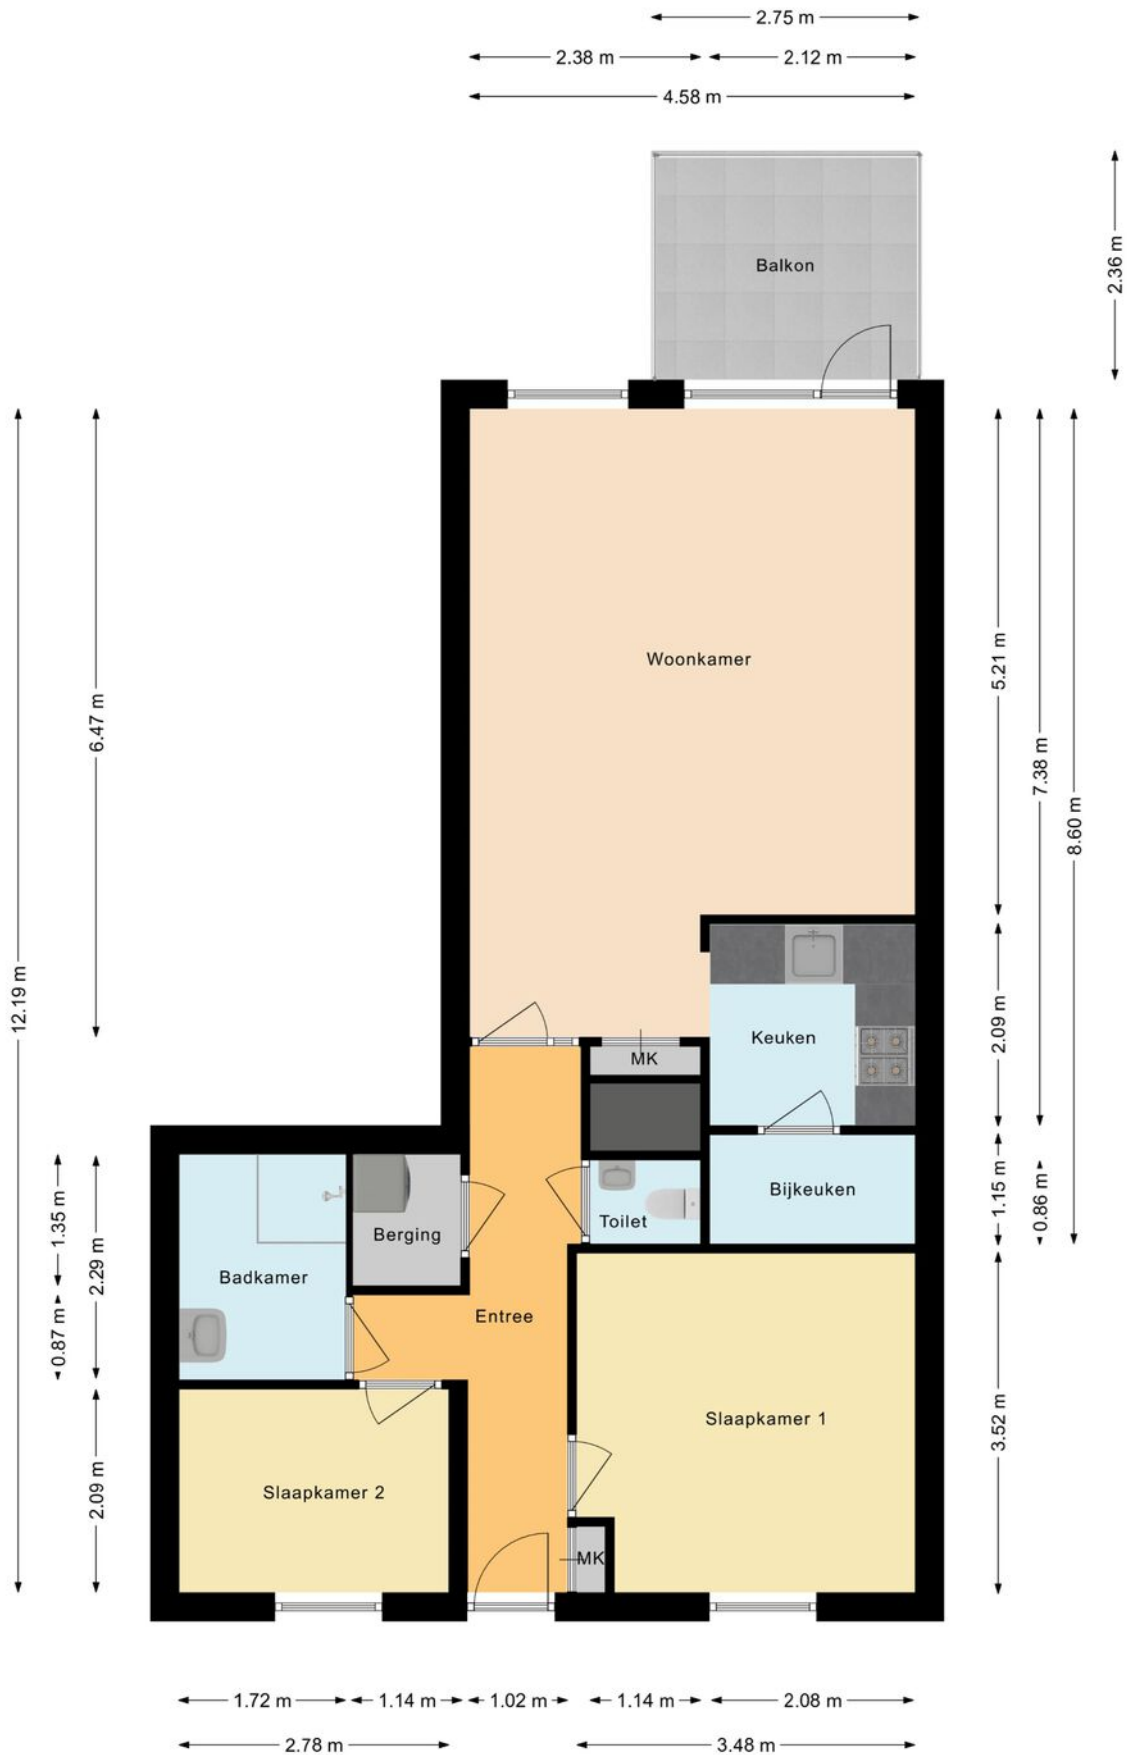 2.75 m
2.38 m
2.12 m
4.58 m
Balkon
2.36 m
Woonkamer
5.21 m
6.47 m
7.38 m
8.60 m
12.19 m
Keuken
MK
2.09 m
Bijkeuken
1.15 m
0.86 m
Toilet
Berging
1.35 m
2.29 m
Badkamer
Entree
0.87 m
Slaapkamer 1
3.52 m
Slaapkamer 2
2.09 m
MK
1.72 m
1.14 m
1.02 m
1.14 m
2.08 m
2.78 m
3.48 m